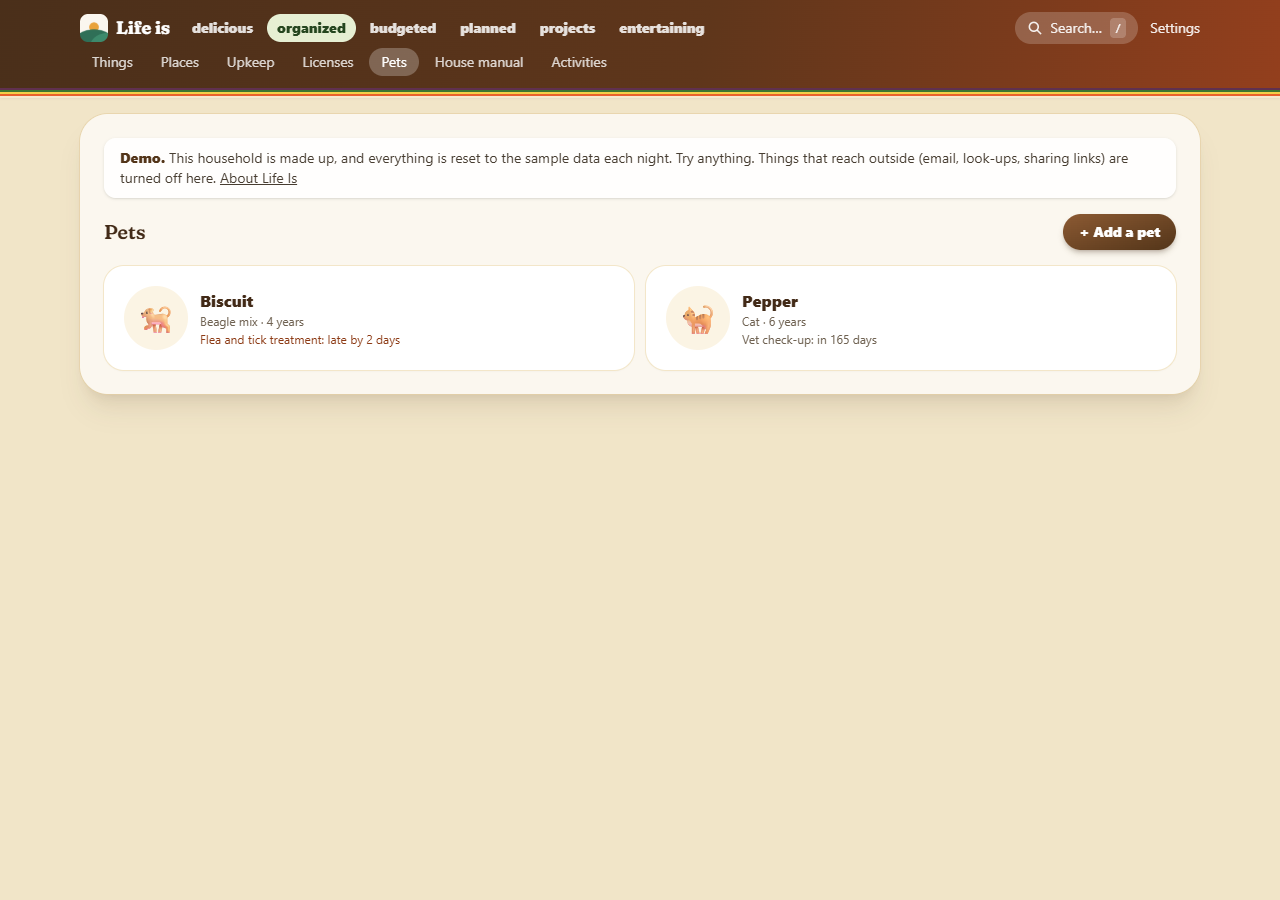 Life is
delicious
organized
budgeted
planned
projects
entertaining
Search...
/
Settings
Things
Places
Upkeep
Licenses
Pets
House manual
Activities
Demo. This household is made up, and everything is reset to the sample data each night. Try anything. Things that reach outside (email, look-ups, sharing links) are
turned off here. About Life Is
Pets
+ Add a pet
Biscuit
Beagle mix · 4 years
Flea and tick treatment: late by 2 days
Pepper
Cat · 6 years
Vet check-up: in 165 days